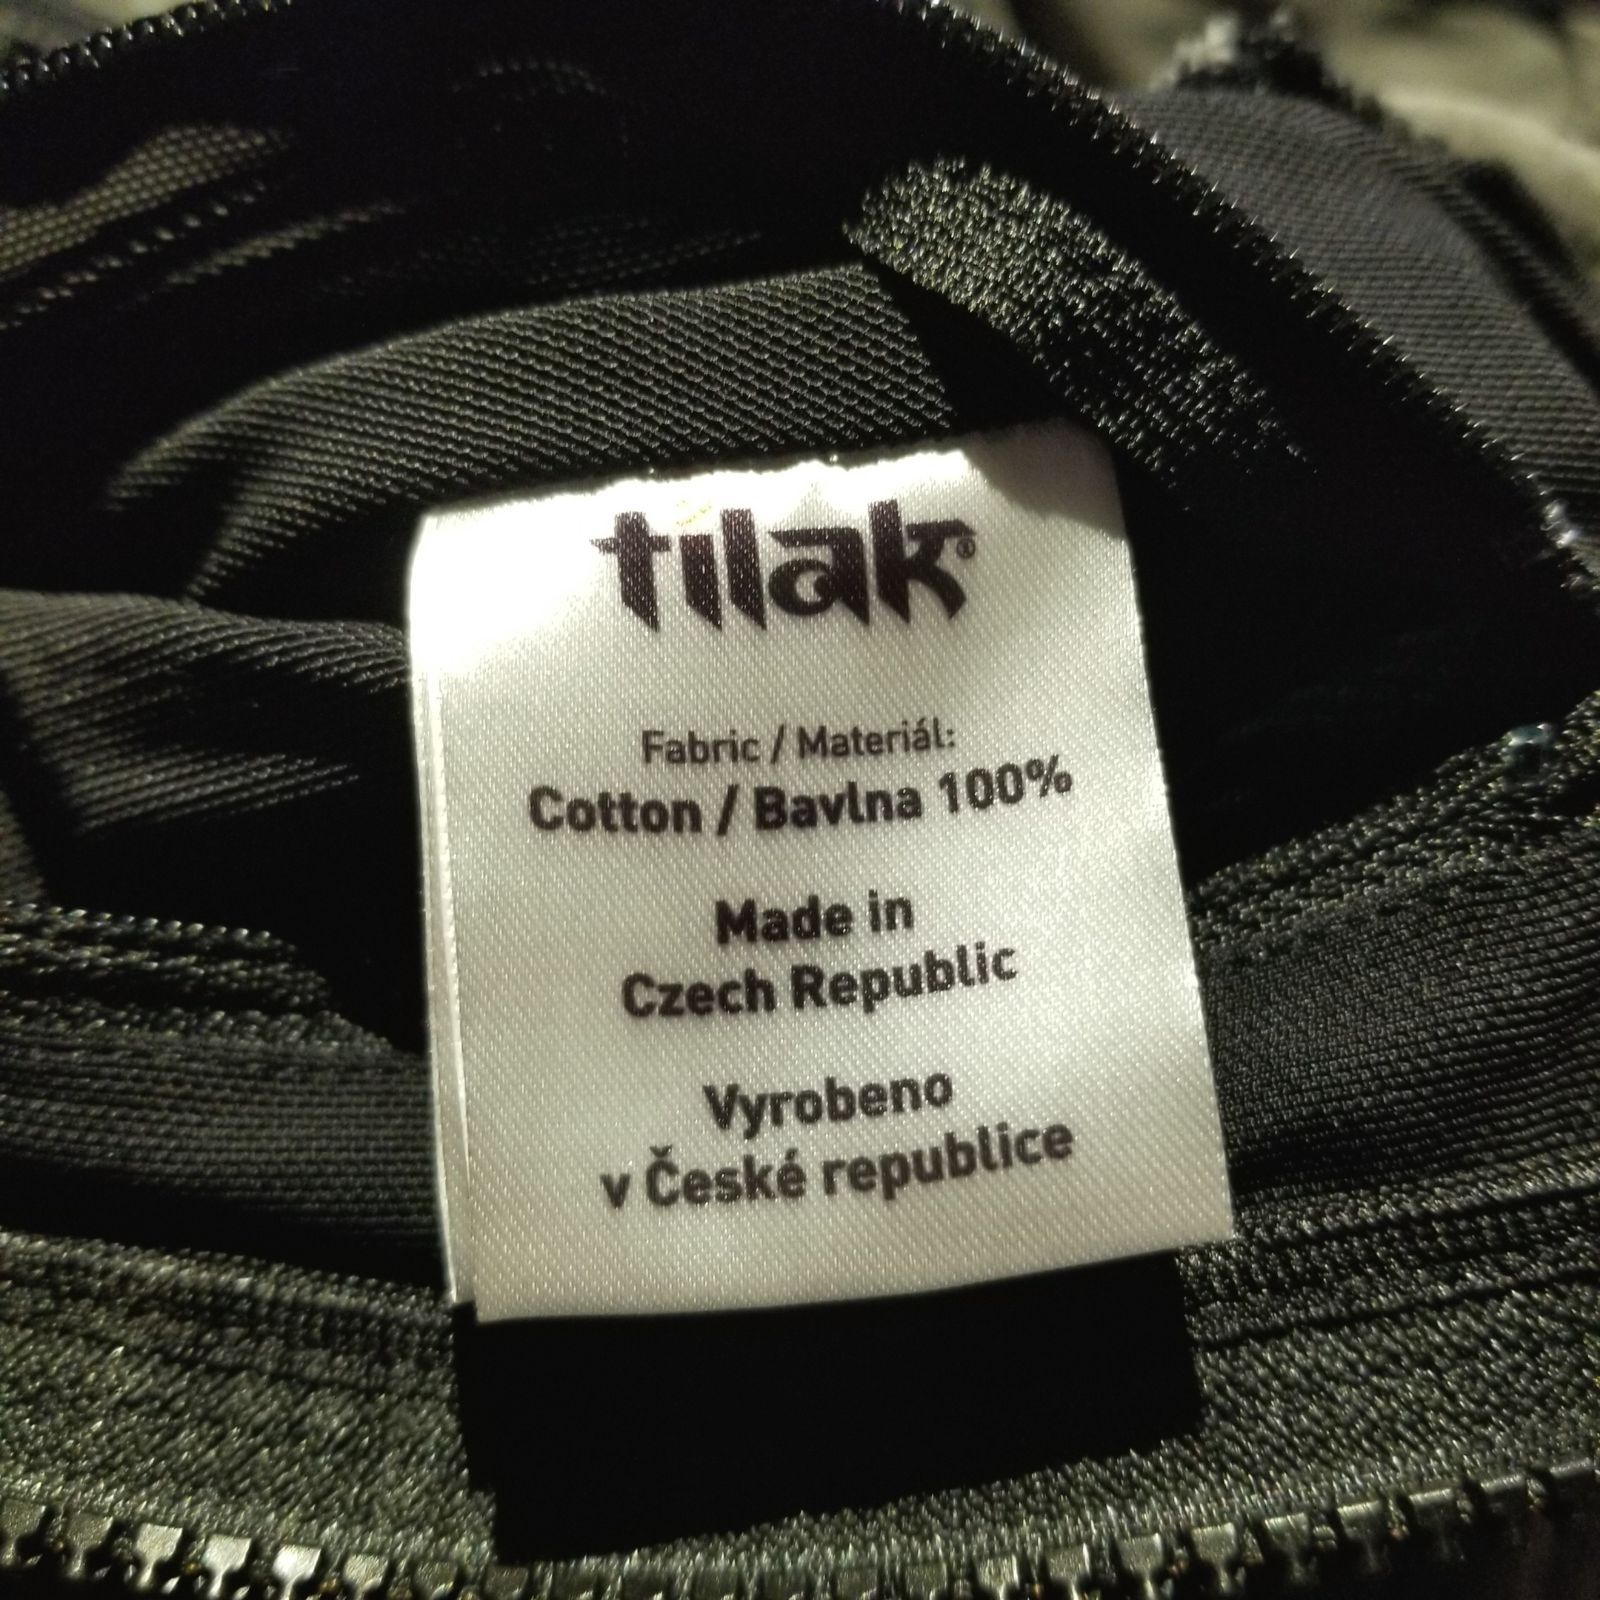 tilak®
Fabric / Materiál:
Cotton / Bavlna 100%
Made in
Czech Republic
Vyrobeno
v České republice